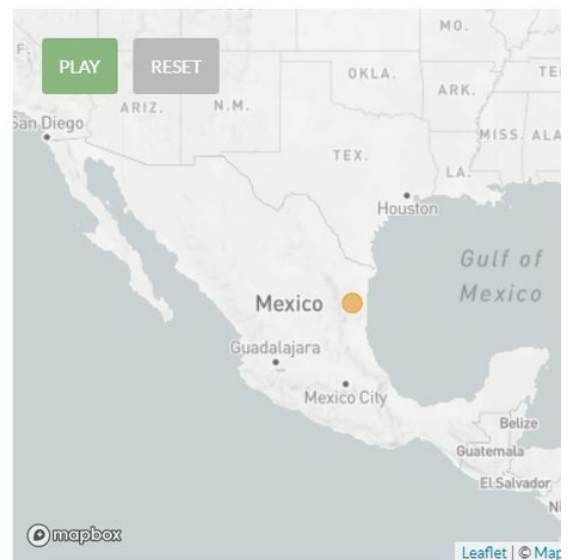 MO.
F.
PLAY
RESET
OKLA.
TE
ARIZ.
N.M.
ARK.
San Diego
MISS.
ALA
TEX.
LA.
Houston
Gulf of
Mexico
Mexico
Guadalajara
Mexico City
Belize
Guatemala
El Salvador
Ni
mapbox
Leaflet | © Map